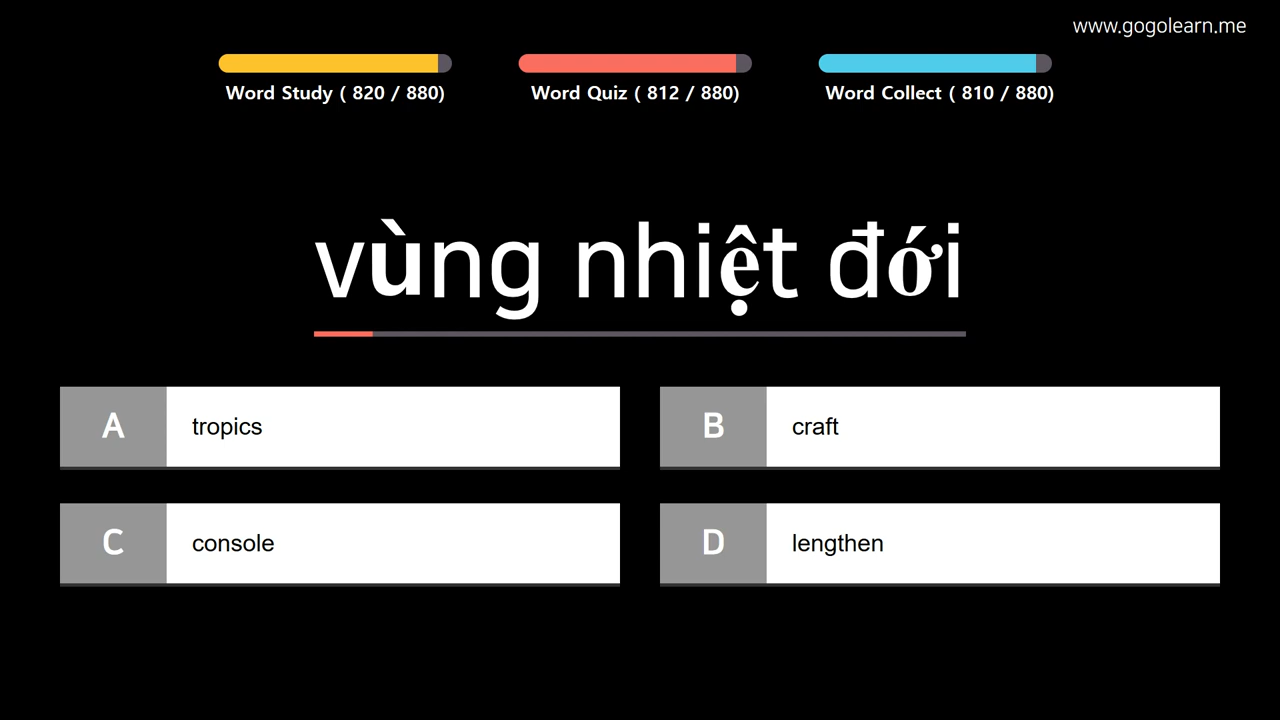 www.gogolearn.me
Word Study ( 820 / 880)
Word Quiz ( 812 / 880)
Word Collect ( 810 / 880)
vùng nhiệt đới
A tropics
B craft
C console
D lengthen